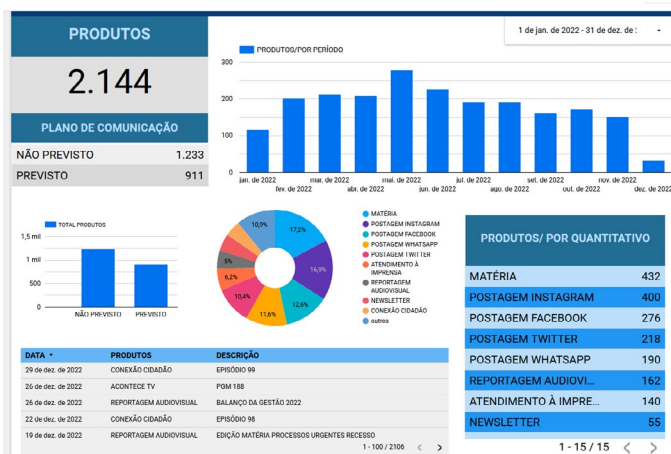 PRODUTOS
2.144
PLANO DE COMUNICAÇÃO
NÃO PREVISTO 1.233
PREVISTO 911
1 de jan. de 2022 - 31 de dez. de :
PRODUTOS/POR PERÍODO
300
200
100
0
jan. de 2022
fev. de 2022
mar. de 2022
abr. de 2022
mai. de 2022
jun. de 2022
jul. de 2022
ago. de 2022
set. de 2022
out. de 2022
nov. de 2022
dez. de 2022
TOTAL PRODUTOS
1,5 mil
1 mil
500
0
NÃO PREVISTO
PREVISTO
10,9%
17,2%
16,9%
12,6%
11,6%
10,4%
6,2%
MATÉRIA
POSTAGEM INSTAGRAM
POSTAGEM FACEBOOK
POSTAGEM WHATSAPP
POSTAGEM TWITTER
ATENDIMENTO À
IMPRENSA
REPORTAGEM
AUDIOVISUAL
NEWSLETTER
CONEXÃO CIDADÃO
outros
PRODUTOS/ POR QUANTITATIVO
MATÉRIA 432
POSTAGEM INSTAGRAM 400
POSTAGEM FACEBOOK 276
POSTAGEM TWITTER 218
POSTAGEM WHATSAPP 190
REPORTAGEM AUDIOVI... 162
ATENDIMENTO À IMPRE... 140
NEWSLETTER 55
1 - 15 / 15
DATA PRODUTOS DESCRIÇÃO
29 de dez. de 2022 CONEXÃO CIDADÃO EPISÓDIO 99
26 de dez. de 2022 ACONTECE TV PGM 188
26 de dez. de 2022 REPORTAGEM AUDIOVISUAL BALANÇO DA GESTÃO 2022
22 de dez. de 2022 CONEXÃO CIDADÃO EPISÓDIO 98
19 de dez. de 2022 REPORTAGEM AUDIOVISUAL EDIÇÃO MATÉRIA PROCESSOS URGENTES RECESSO
1 - 100 / 2106